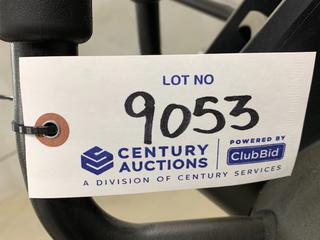 LOT NO
9053
CENTURY AUCTIONS
POWERED BY
ClubBid
A DIVISION OF CENTURY SERVICES